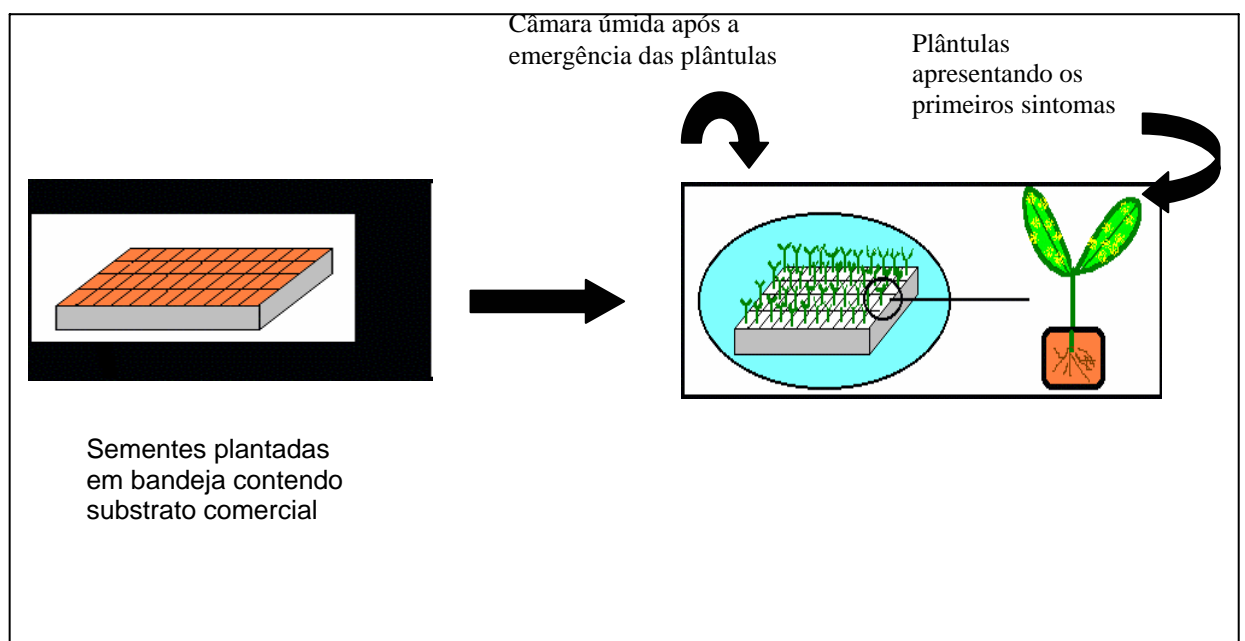 Câmara úmida após a
emergência das plântulas
Plântulas
apresentando os
primeiros sintomas
Sementes plantadas
em bandeja contendo
substrato comercial